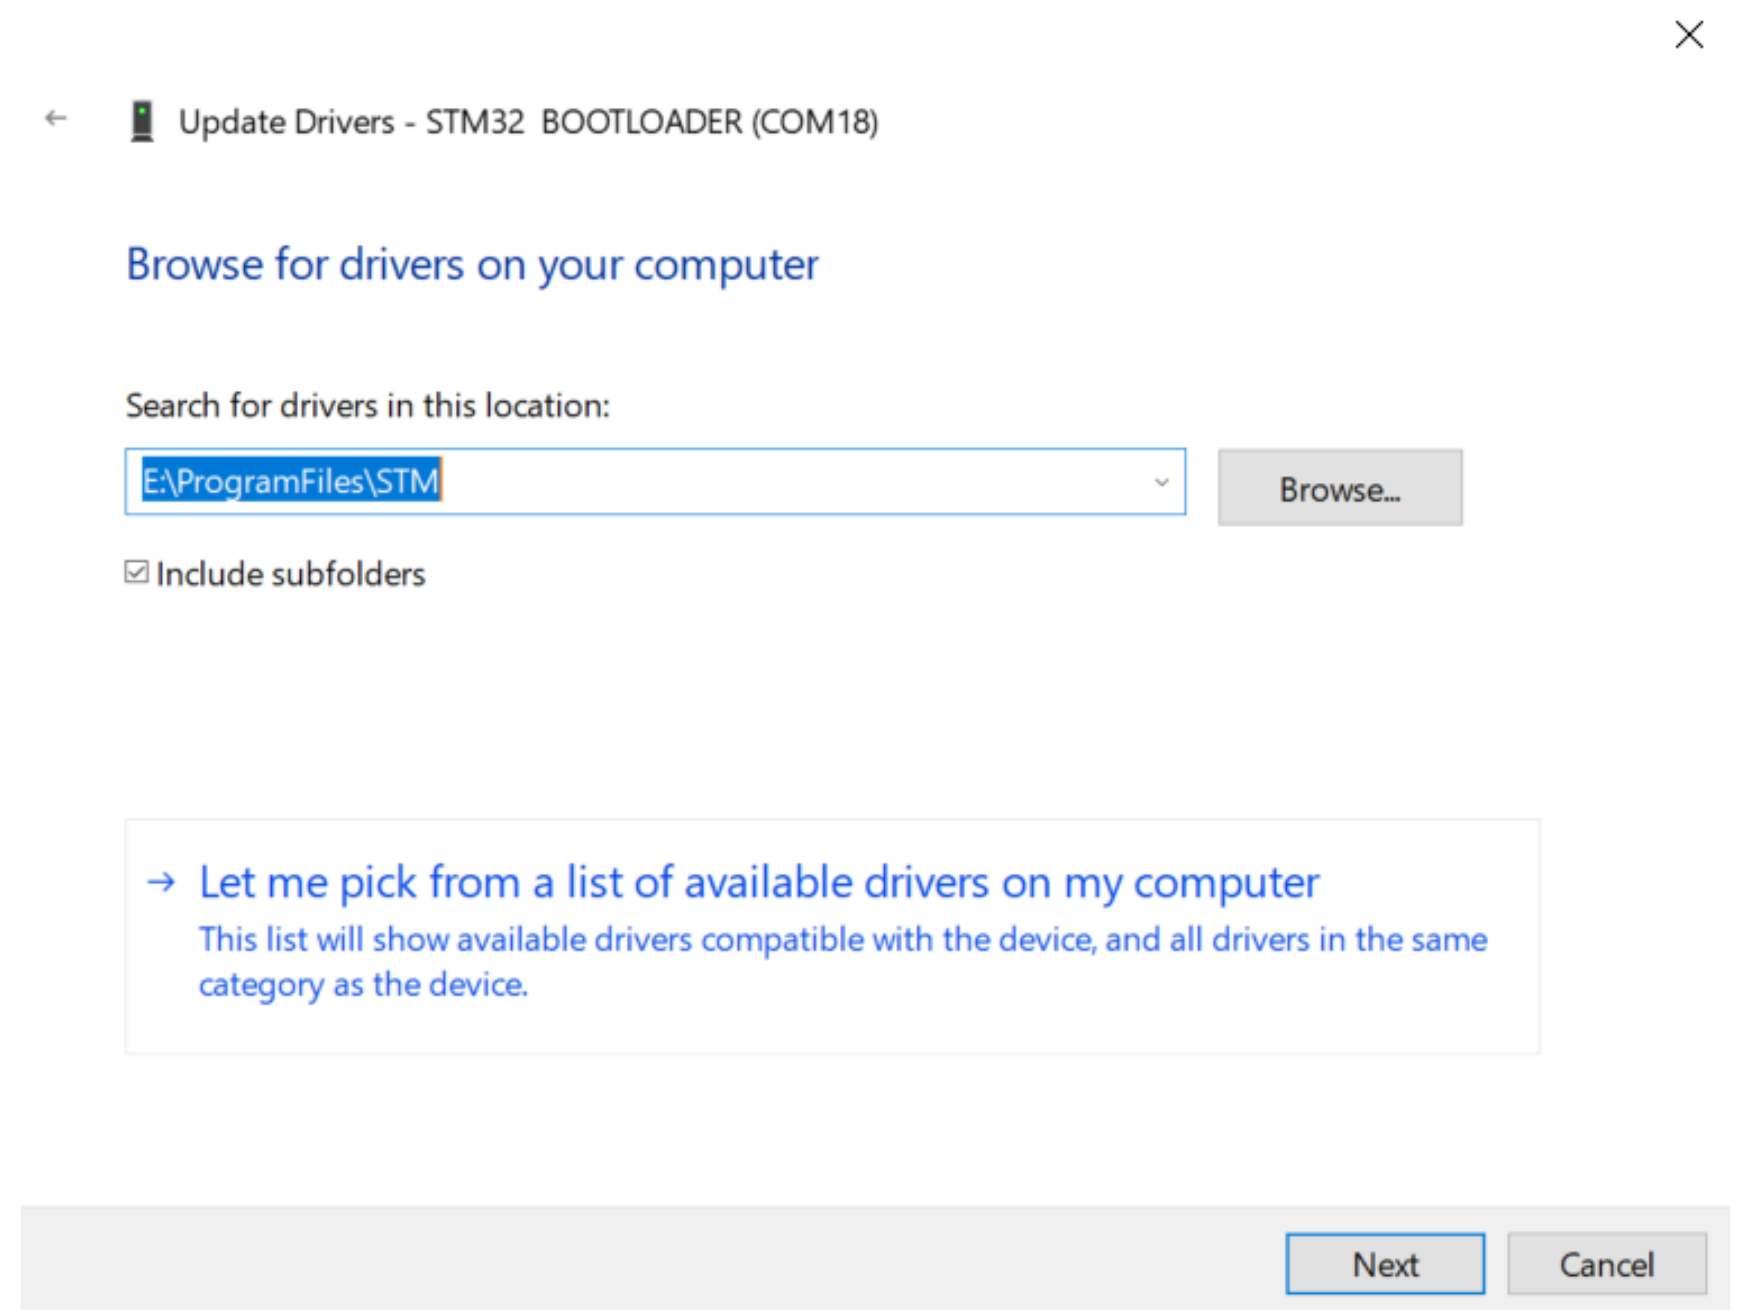 Update Drivers - STM32  BOOTLOADER (COM18)
Browse for drivers on your computer
Search for drivers in this location:
E:\ProgramFiles\STM
Browse...
Include subfolders
Let me pick from a list of available drivers on my computer
This list will show available drivers compatible with the device, and all drivers in the same
category as the device.
Next
Cancel